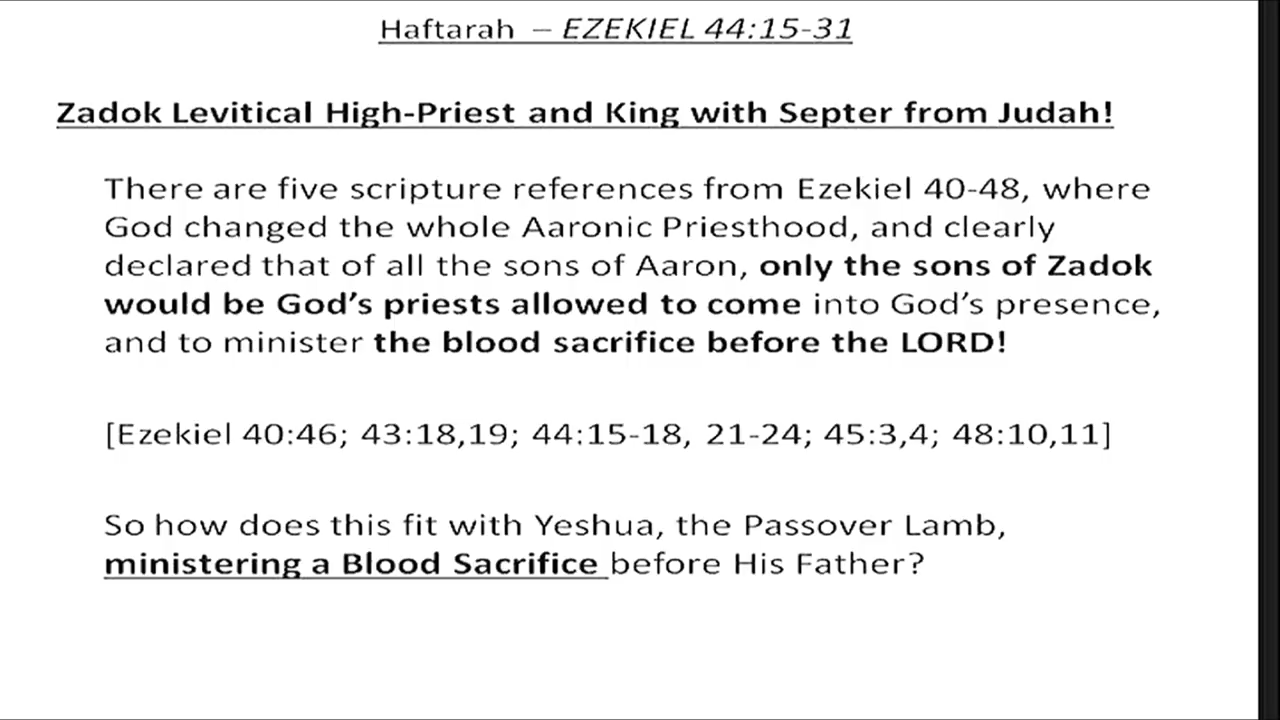 Haftarah – EZEKIEL 44:15-31
Zadok Levitical High-Priest and King with Septer from Judah!
There are five scripture references from Ezekiel 40-48, where
God changed the whole Aaronic Priesthood, and clearly
declared that of all the sons of Aaron, only the sons of Zadok
would be God’s priests allowed to come into God’s presence,
and to minister the blood sacrifice before the LORD!
[Ezekiel 40:46; 43:18,19; 44:15-18, 21-24; 45:3,4; 48:10,11]
So how does this fit with Yeshua, the Passover Lamb,
ministering a Blood Sacrifice before His Father?